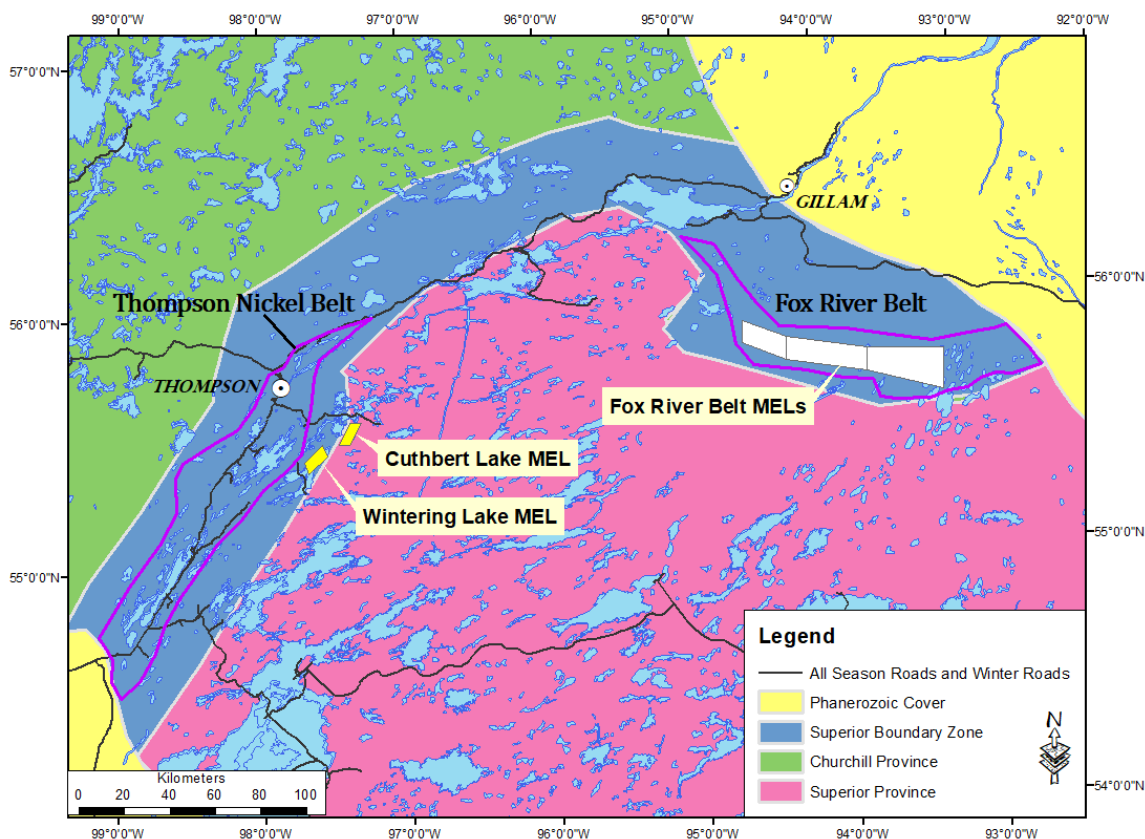 99°0'0"W 98°0'0"W 97°0'0"W 96°0'0"W 95°0'0"W 94°0'0"W 93°0'0"W 92°0'0"W
57°0'0"N
GILLAM
56°0'0"N
Thompson Nickel Belt
Fox River Belt
56°0'0"N
THOMPSON
Fox River Belt MELs
Cuthbert Lake MEL
Wintering Lake MEL
55°0'0"N
55°0'0"N
Legend
All Season Roads and Winter Roads
Phanerozoic Cover
Superior Boundary Zone
Churchill Province
Superior Province
N
54°0'0"N
Kilometers
0 20 40 60 80 100
99°0'0"W 98°0'0"W 97°0'0"W 96°0'0"W 95°0'0"W 94°0'0"W 93°0'0"W